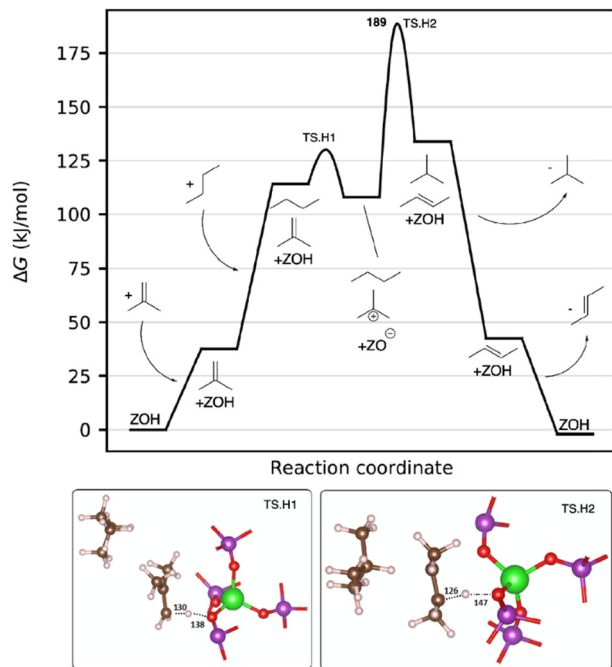 189 TS.H2
175
150
TS.H1
125
+
-
100
+ZOH
+ZOH
ΔG (kJ/mol)
75
+
⊕
-
50
+ZO⊖
25
+ZOH
+ZOH
0
ZOH
ZOH
Reaction coordinate
TS.H1
130
138
TS.H2
126
147